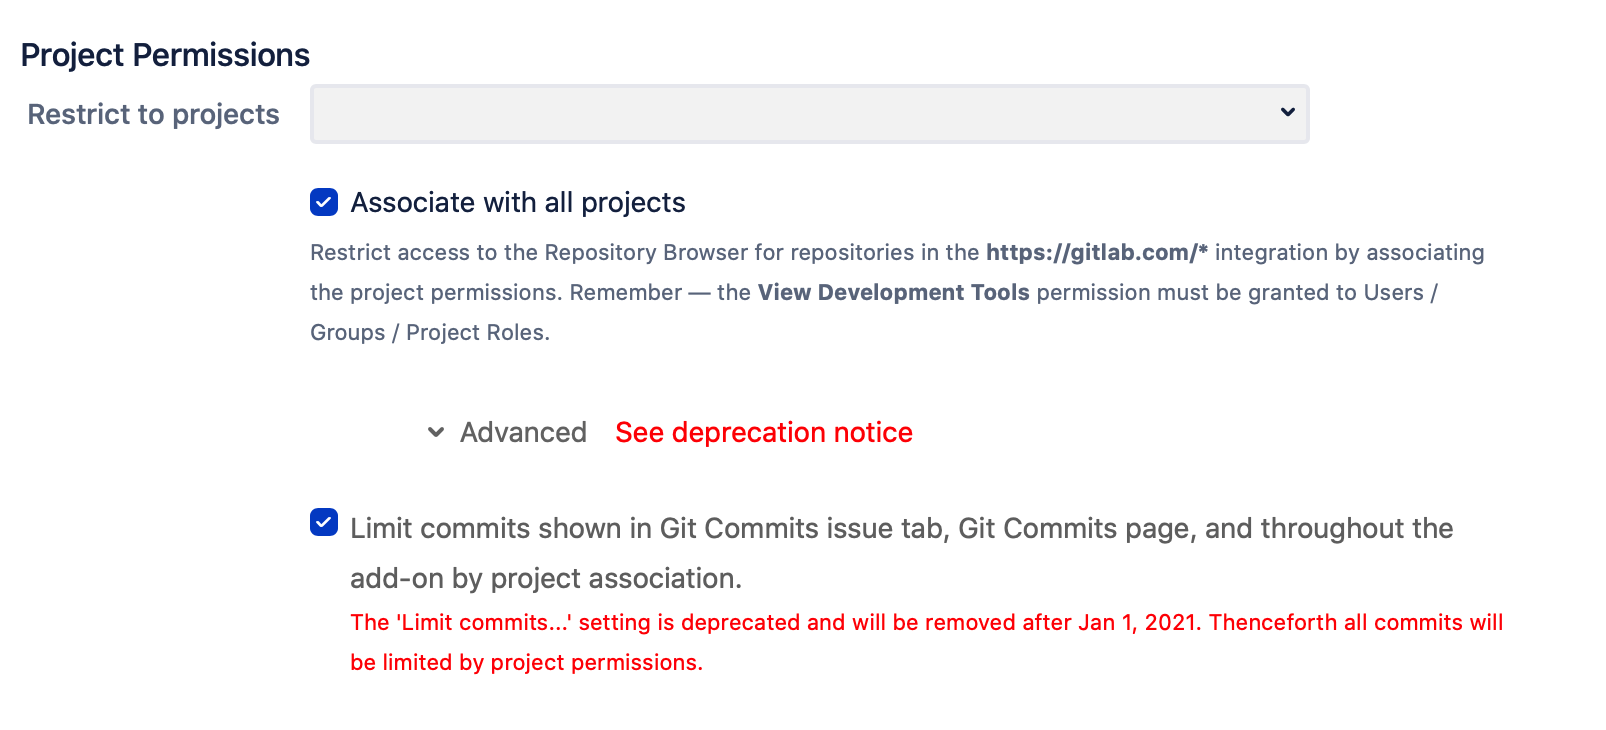 Project Permissions
Restrict to projects
Associate with all projects
Restrict access to the Repository Browser for repositories in the https://gitlab.com/* integration by associating
the project permissions. Remember — the View Development Tools permission must be granted to Users /
Groups / Project Roles.
Advanced See deprecation notice
Limit commits shown in Git Commits issue tab, Git Commits page, and throughout the
add-on by project association.
The 'Limit commits...' setting is deprecated and will be removed after Jan 1, 2021. Thenceforth all commits will
be limited by project permissions.